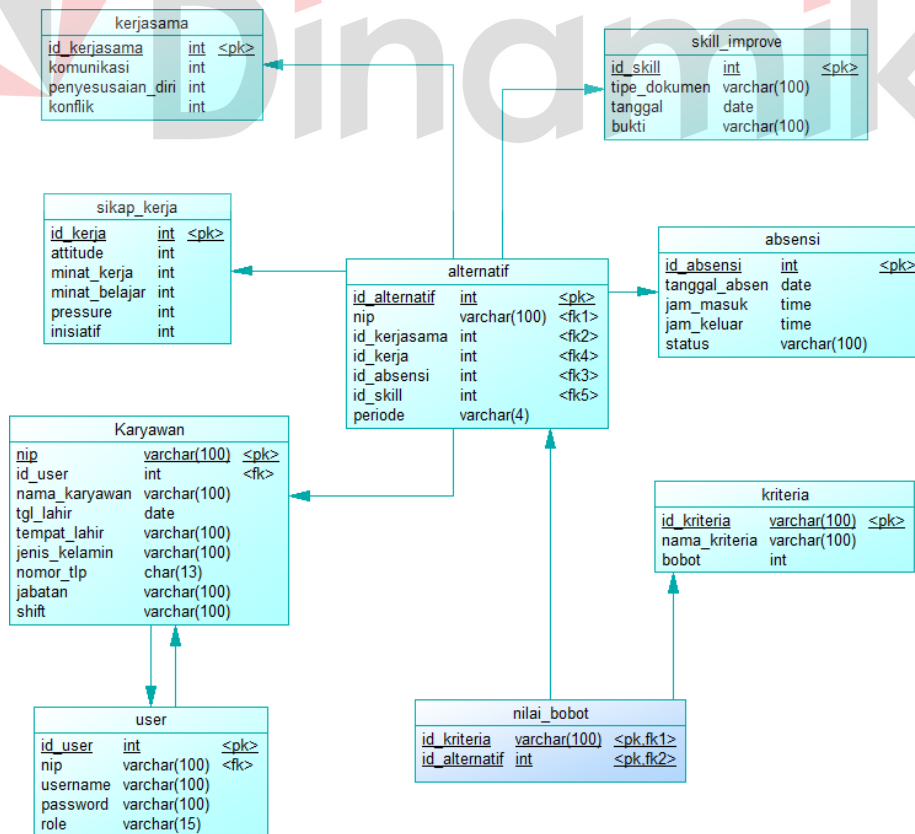 Dinamik
kerjasama
id_kerjasama int <pk>
komunikasi int
penyesusaian_diri int
konflik int
skill_improve
id_skill int <pk>
tipe_dokumen varchar(100)
tanggal date
bukti varchar(100)
sikap_kerja
id_kerja int <pk>
attitude int
minat_kerja int
minat_belajar int
pressure int
inisiatif int
alternatif
id_alternatif int <pk>
nip varchar(100) <fk1>
id_kerjasama int <fk2>
id_kerja int <fk4>
id_absensi int <fk3>
id_skill int <fk5>
periode varchar(4)
absensi
id_absensi int <pk>
tanggal_absen date
jam_masuk time
jam_keluar time
status varchar(100)
Karyawan
nip varchar(100) <pk>
id_user int <fk>
nama_karyawan varchar(100)
tgl_lahir date
tempat_lahir varchar(100)
jenis_kelamin varchar(100)
nomor_tlp char(13)
jabatan varchar(100)
shift varchar(100)
kriteria
id_kriteria varchar(100) <pk>
nama_kriteria varchar(100)
bobot int
user
id_user int <pk>
nip varchar(100) <fk>
username varchar(100)
password varchar(100)
role varchar(15)
nilai_bobot
id_kriteria varchar(100) <pk,fk1>
id_alternatif int <pk,fk2>